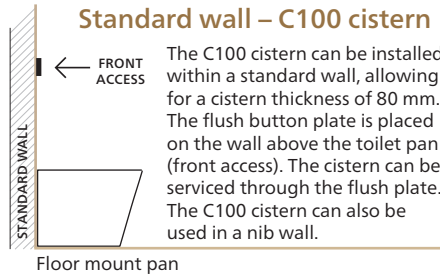 Standard wall – C100 cistern
FRONT
ACCESS
The C100 cistern can be installed
within a standard wall, allowing
for a cistern thickness of 80 mm.
The flush button plate is placed
on the wall above the toilet pan
(front access). The cistern can be
serviced through the flush plate.
The C100 cistern can also be
used in a nib wall.
STANDARD WALL
Floor mount pan